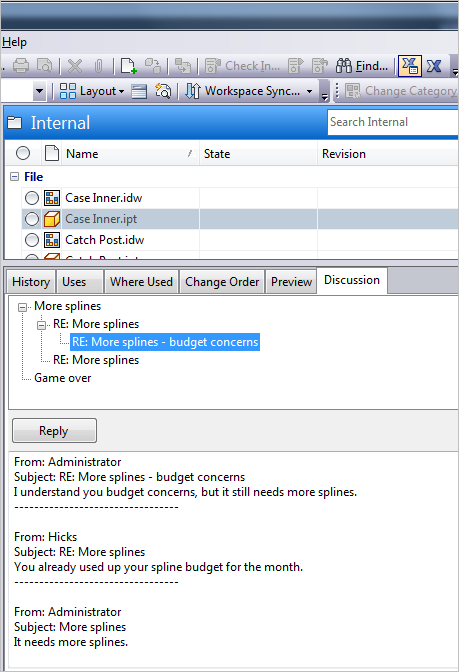 Help
Check In...
Find...
Layout
Workspace Sync...
Change Category
Internal
Search Internal
Name / State Revision
File
Case Inner.idw
Case Inner.ipt
Catch Post.idw
History Uses Where Used Change Order Preview Discussion
More splines
RE: More splines
RE: More splines - budget concerns
RE: More splines
Game over
Reply
From: Administrator
Subject: RE: More splines - budget concerns
I understand you budget concerns, but it still needs more splines.
---------------------------------
From: Hicks
Subject: RE: More splines
You already used up your spline budget for the month.
---------------------------------
From: Administrator
Subject: More splines
It needs more splines.